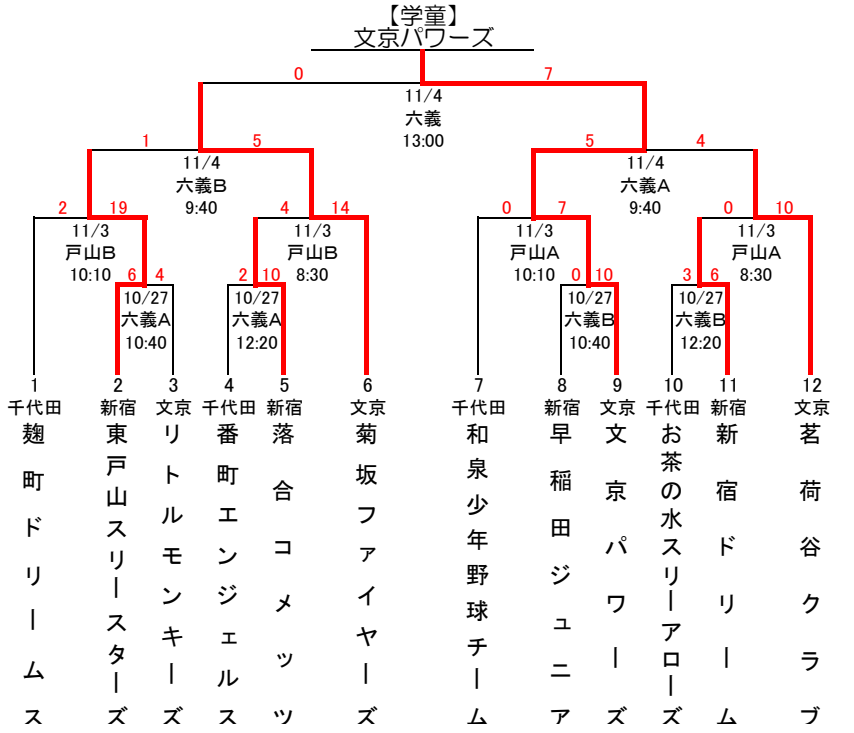 【学童】
文京パワーズ
0 7
11/4
六義
13:00
1 5 5 4
11/4 11/4
六義B 六義A
9:40 9:40
2 19 4 14 0 7 0 10
11/3 11/3 11/3 11/3
戸山B 戸山B 戸山A 戸山A
10:10 8:30 10:10 8:30
6 4 2 10 0 10 3 6
10/27 10/27 10/27 10/27
六義A 六義A 六義B 六義B
10:40 12:20 10:40 12:20
1 2 3 4 5 6 7 8 9 10 11 12
千代田 新宿 文京 千代田 新宿 文京 千代田 新宿 文京 千代田 新宿 文京
麹町ドリームス
東戸山スリースターズ
リトルモンキーズ
番町エンジェルス
落合コメッツ
菊坂ファイヤーズ
和泉少年野球チーム
早稲田ジュニア
文京パワーズ
お茶の水スリーアローズ
新宿ドリーム
茗荷谷クラブ